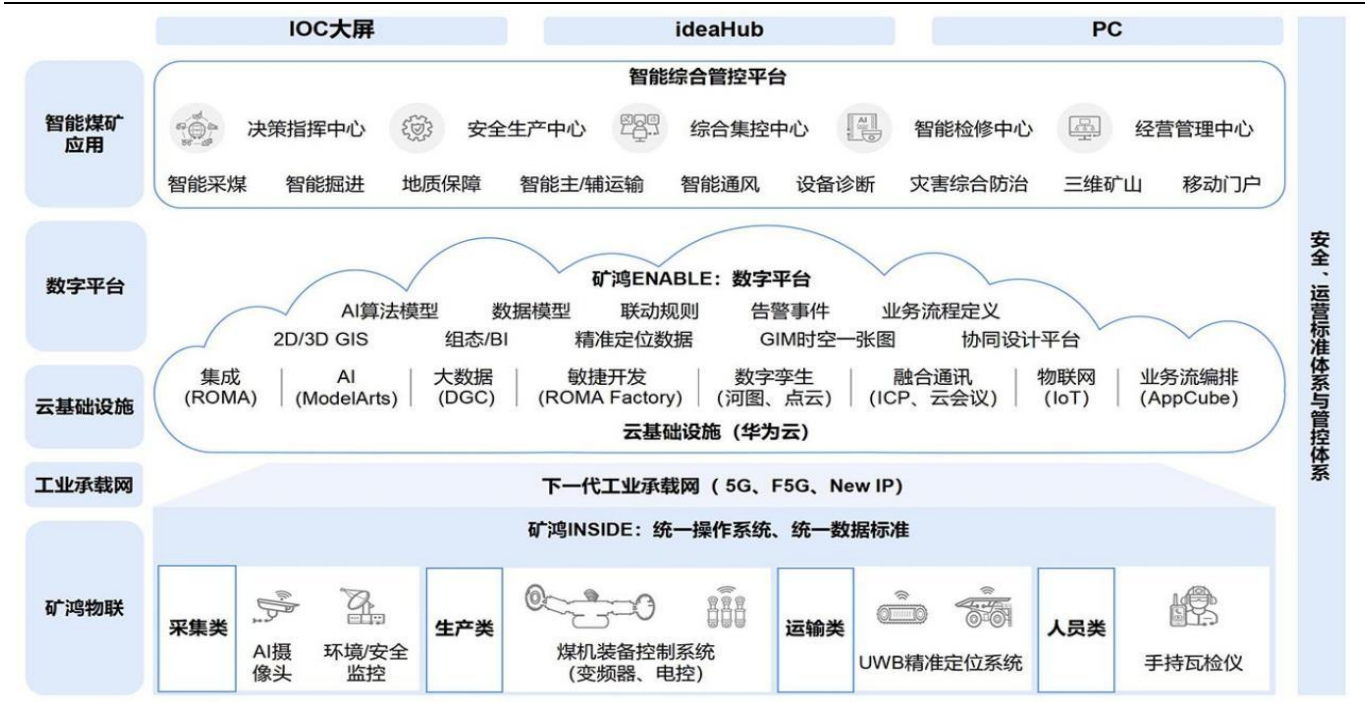 IOC大屏
ideaHub
PC
智能煤矿
应用
智能综合管控平台
决策指挥中心
安全生产中心
综合集控中心
AI
智能检修中心
经营管理中心
智能采煤
智能掘进
地质保障
智能主/辅运输
智能通风
设备诊断
灾害综合防治
三维矿山
移动门户
数字平台
矿鸿ENABLE：数字平台
AI算法模型
数据模型
联动规则
告警事件
业务流程定义
2D/3D GIS
组态/BI
精准定位数据
GIM时空一张图
协同设计平台
云基础设施
集成
(ROMA)
AI
(ModelArts)
大数据
(DGC)
敏捷开发
(ROMA Factory)
数字孪生
(河图、点云)
融合通讯
(ICP、云会议)
物联网
(IoT)
业务流编排
(AppCube)
云基础设施（华为云）
工业承载网
下一代工业承载网（ 5G、F5G、New IP）
矿鸿物联
矿鸿INSIDE：统一操作系统、统一数据标准
采集类
AI摄
像头
环境/安全
监控
生产类
煤机装备控制系统
(变频器、电控)
运输类
UWB精准定位系统
人员类
手持瓦检仪
安全、运营标准体系与管控体系